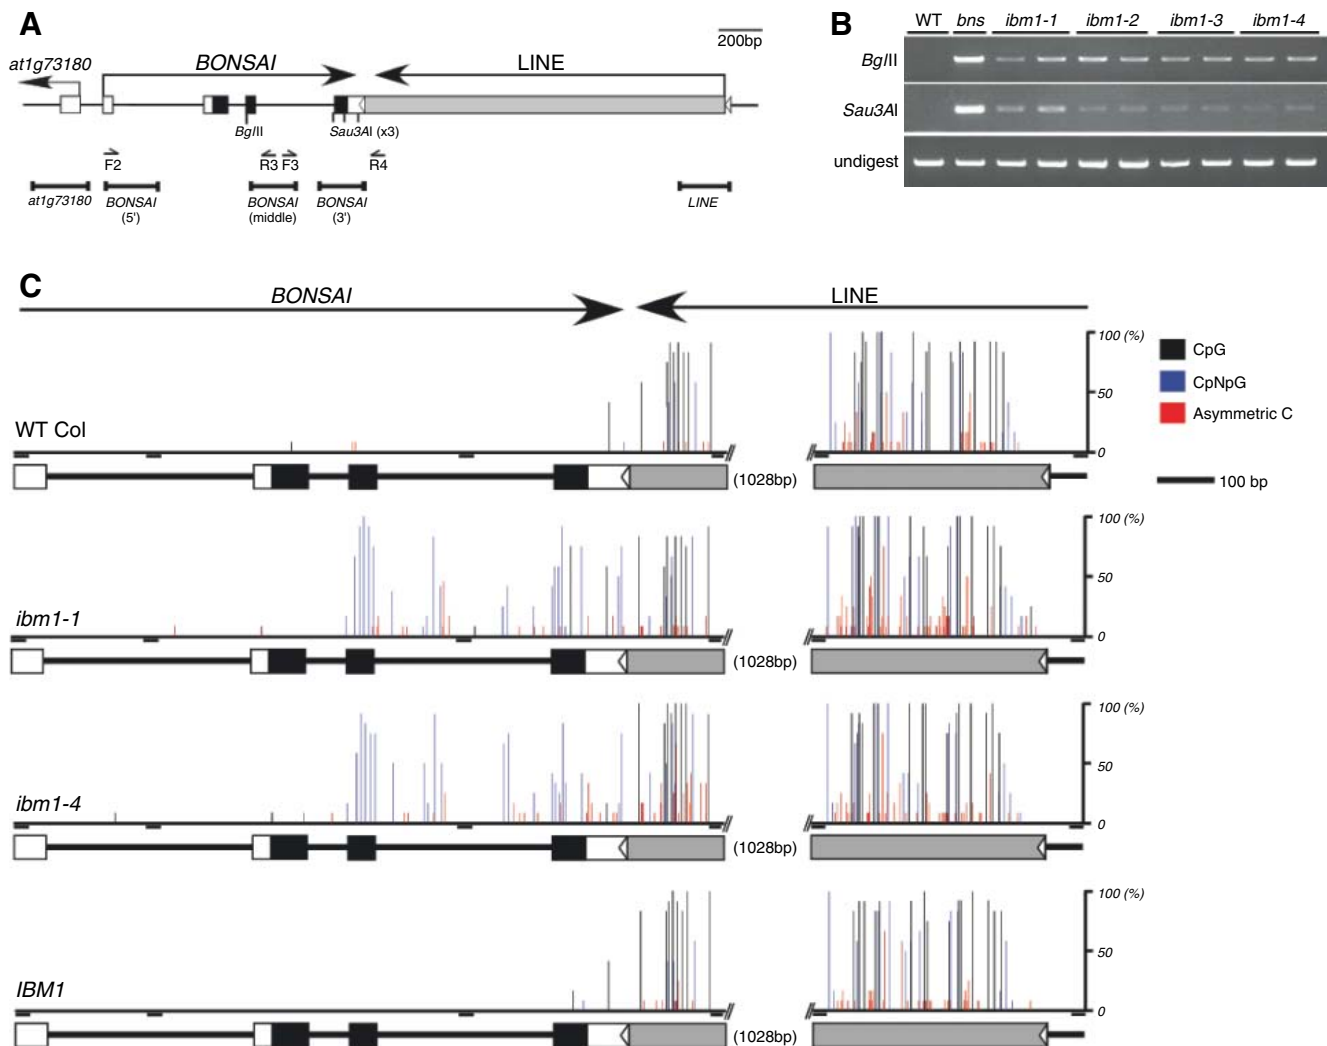 A
200bp
at1g73180
BONSAI
LINE
BglII
Sau3AI (x3)
F2
R3
F3
R4
at1g73180
BONSAI
(5')
BONSAI
(middle)
BONSAI
(3')
LINE
B
WT
bns
ibm1-1
ibm1-2
ibm1-3
ibm1-4
BglII
Sau3AI
undigest
C
BONSAI
LINE
WT Col
(1028bp)
100 (%)
50
0
CpG
CpNpG
Asymmetric C
100 bp
ibm1-1
(1028bp)
100 (%)
50
0
ibm1-4
(1028bp)
100 (%)
50
0
IBM1
(1028bp)
100 (%)
50
0